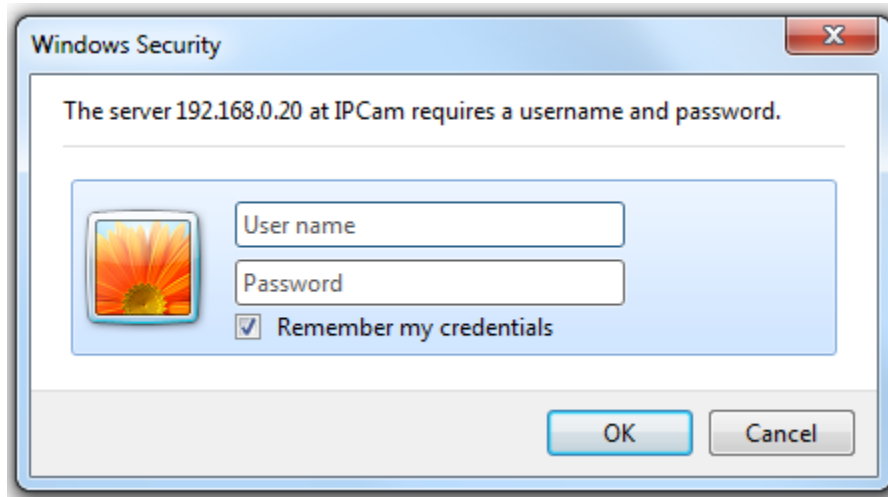 Windows Security
The server 192.168.0.20 at IPCam requires a username and password.
User name
Password
Remember my credentials
OK
Cancel